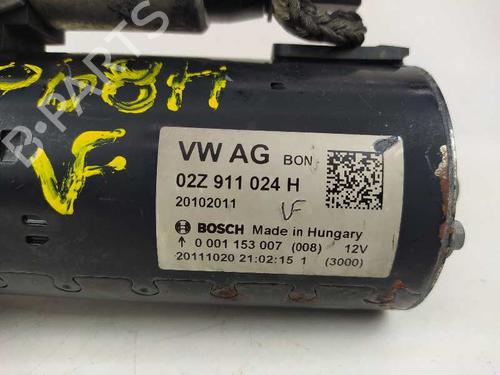 VW AG BON
02Z 911 024 H
20102011 VF
BOSCH Made in Hungary
↑ 0 001 153 007 (008) 12V
20111020 21:02:15 1 (3000)
VF
B-PARTS